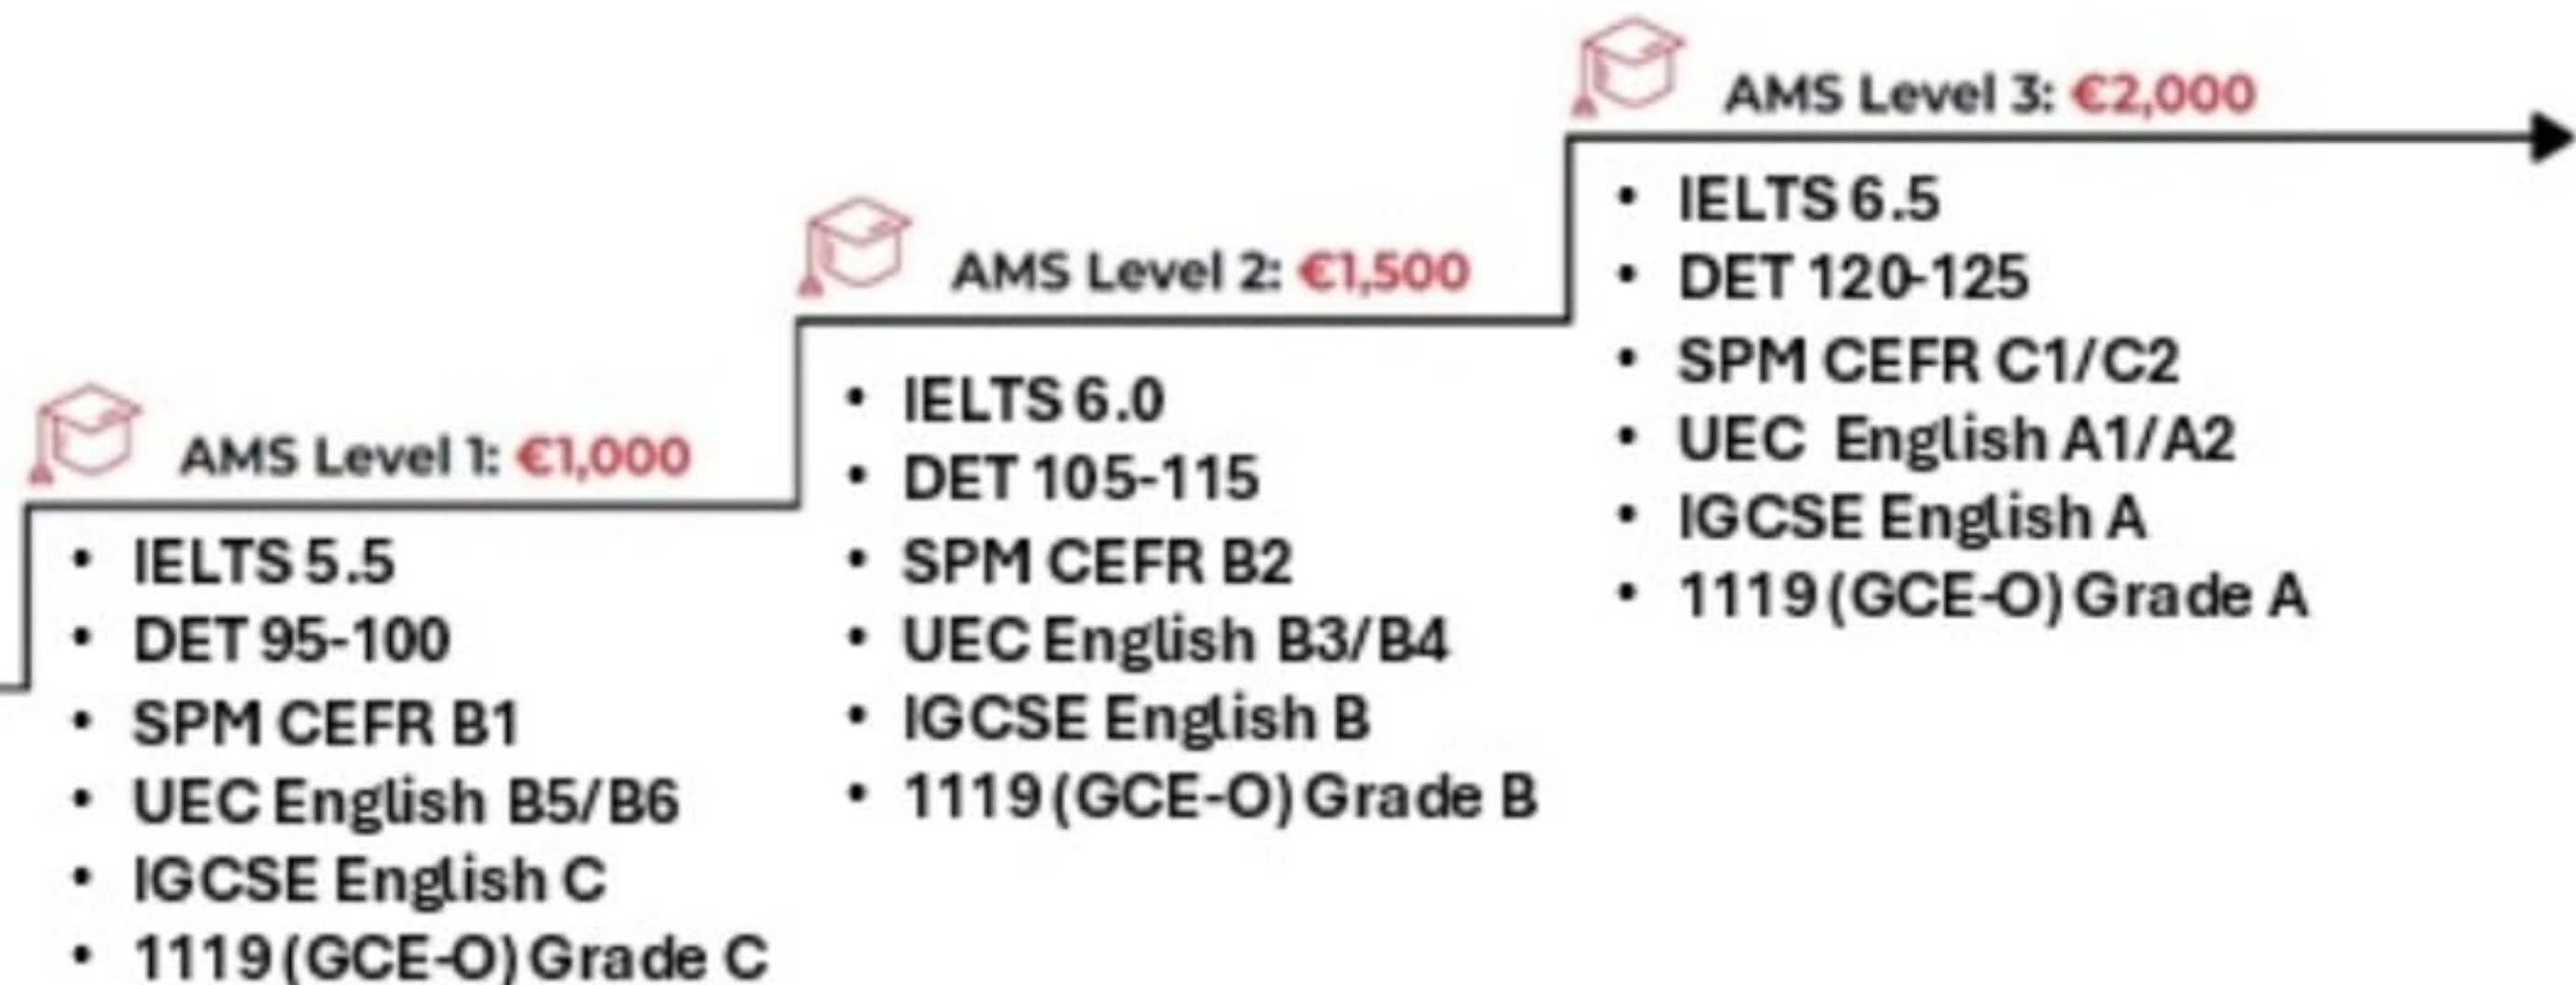 AMS Level 1: €1,000
• IELTS 5.5
• DET 95-100
• SPM CEFR B1
• UEC English B5/B6
• IGCSE English C
• 1119 (GCE-O) Grade C
AMS Level 2: €1,500
• IELTS 6.0
• DET 105-115
• SPM CEFR B2
• UEC English B3/B4
• IGCSE English B
• 1119 (GCE-O) Grade B
AMS Level 3: €2,000
• IELTS 6.5
• DET 120-125
• SPM CEFR C1/C2
• UEC English A1/A2
• IGCSE English A
• 1119 (GCE-O) Grade A